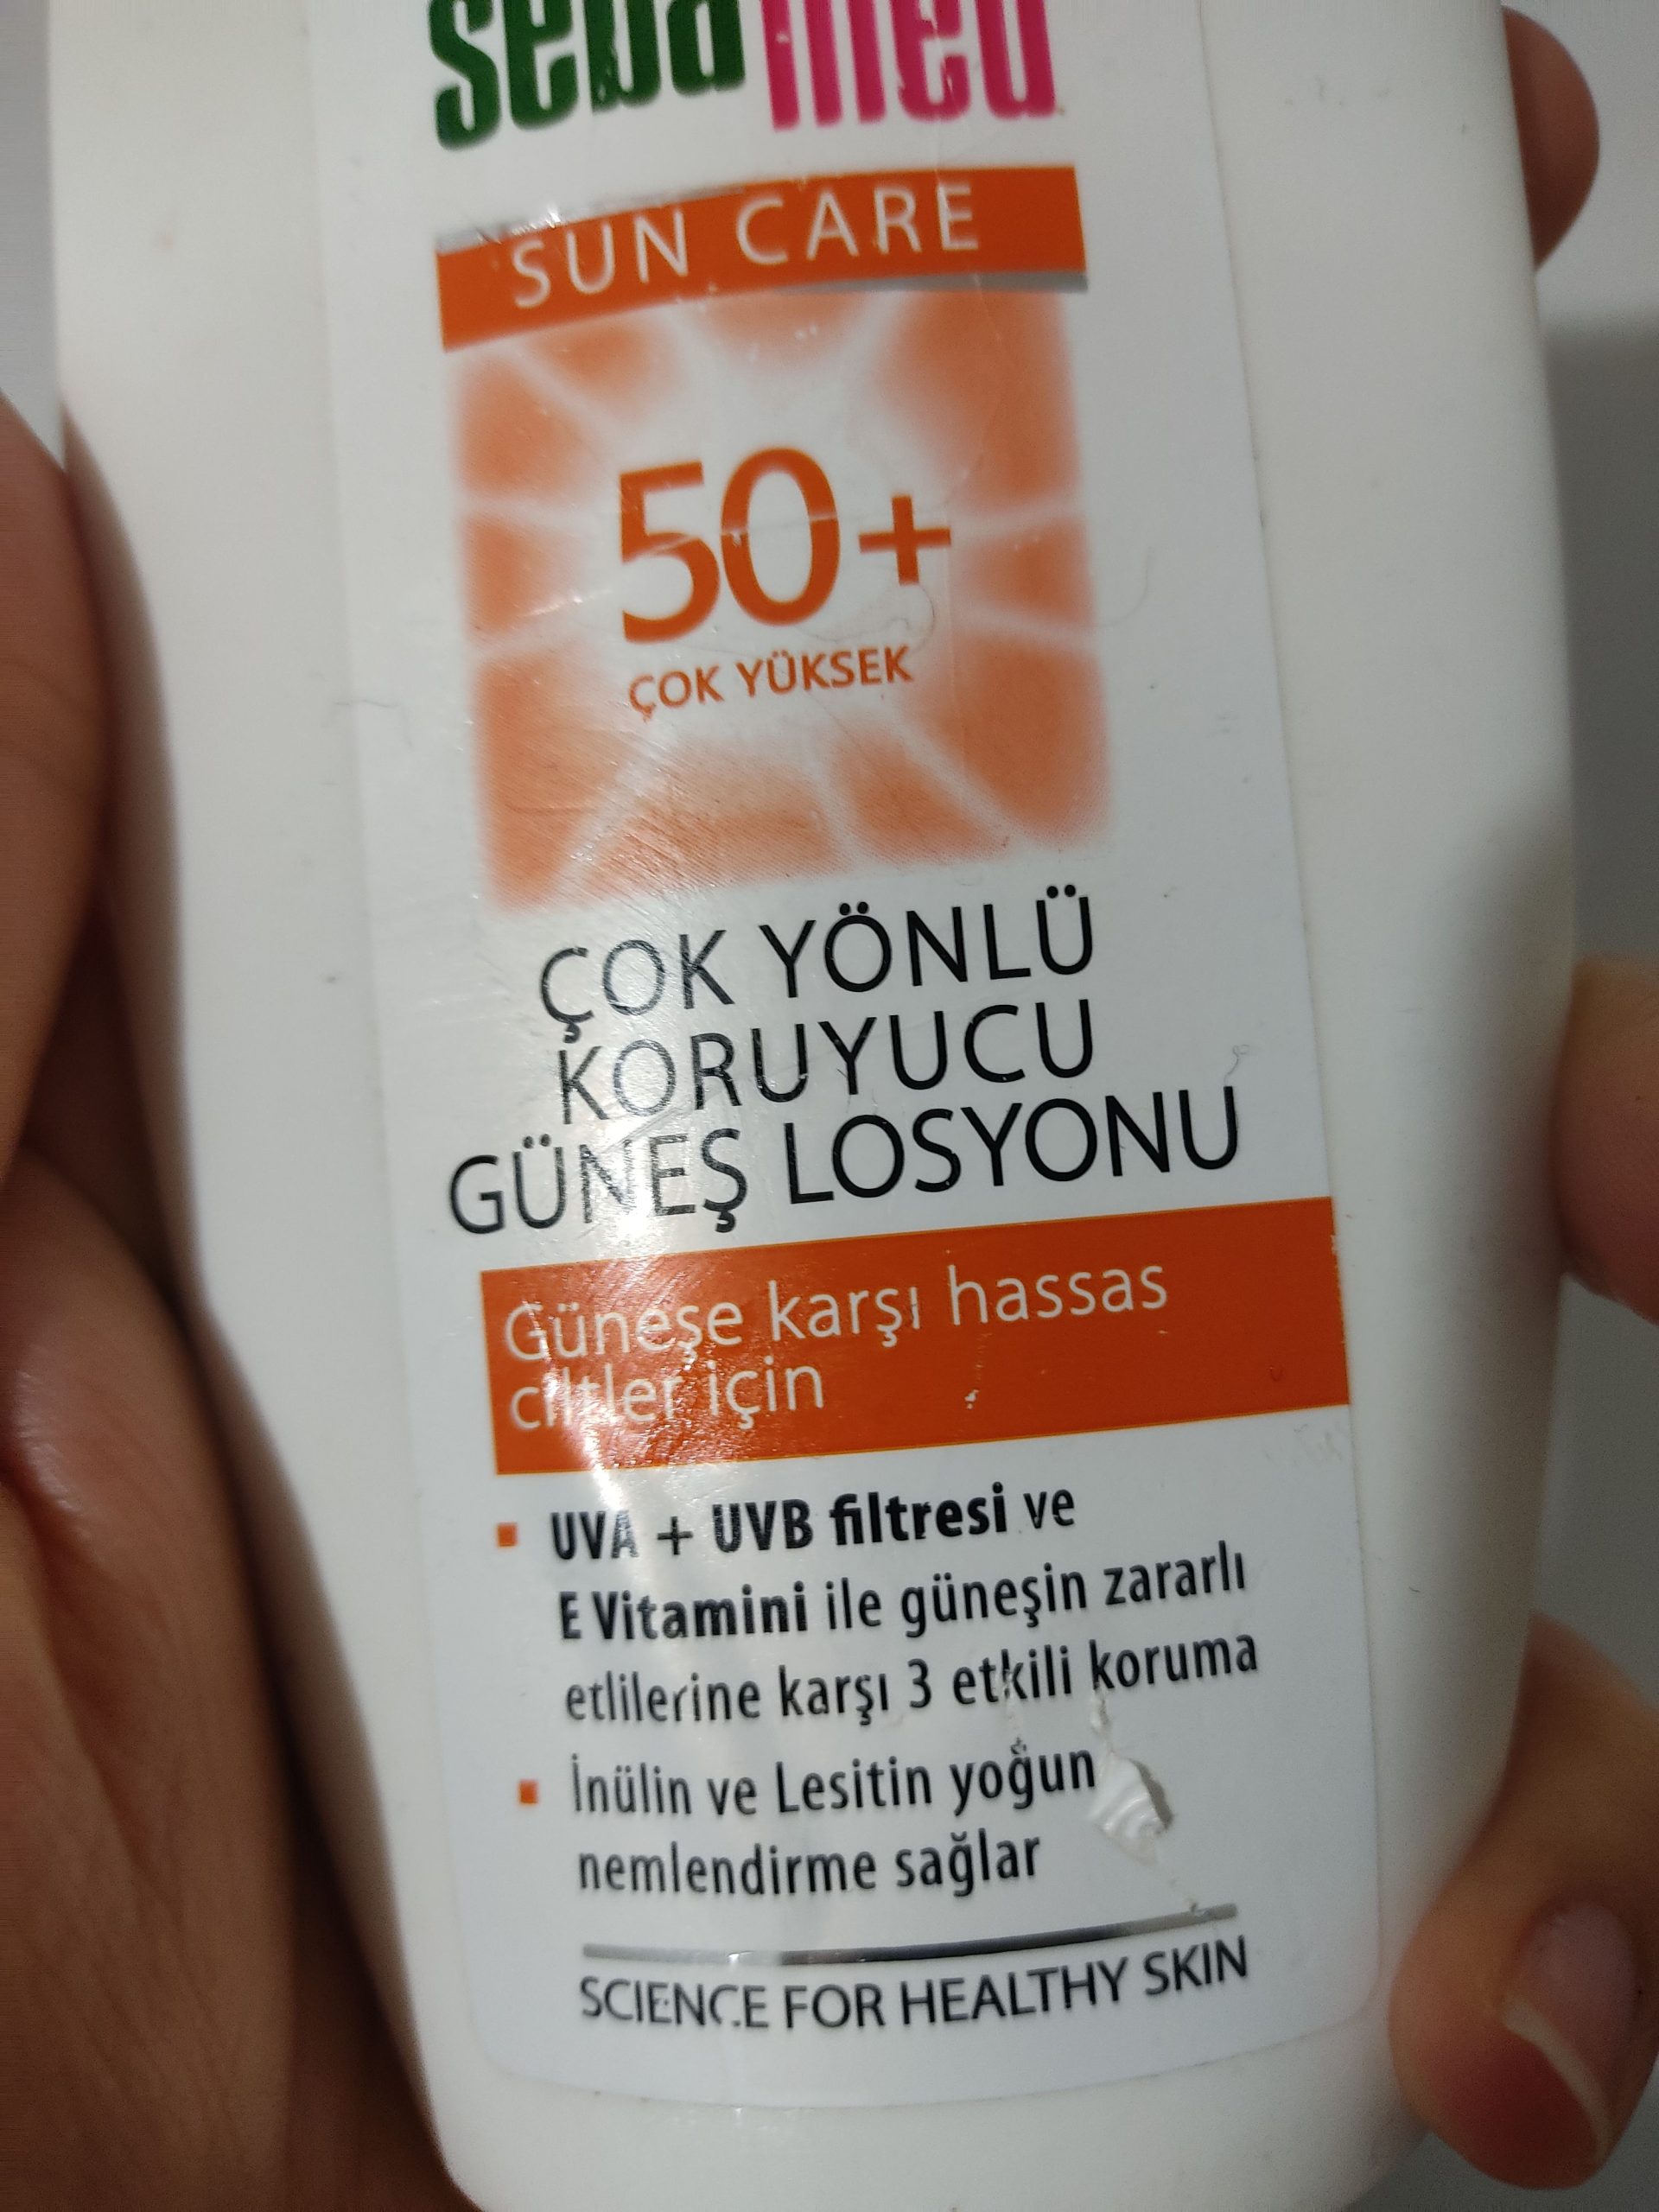 sebamed
SUN CARE
50+
ÇOK YÜKSEK
ÇOK YÖNLÜ
KORUYUCU
GÜNEŞ LOSYONU
Güneşe karşı hassas
ciltler için
▪ UVA + UVB filtresi ve
E Vitamini ile güneşin zararlı
etlilerine karşı 3 etkili koruma
▪ İnülin ve Lesitin yoğun
nemlendirme sağlar
SCIENCE FOR HEALTHY SKIN